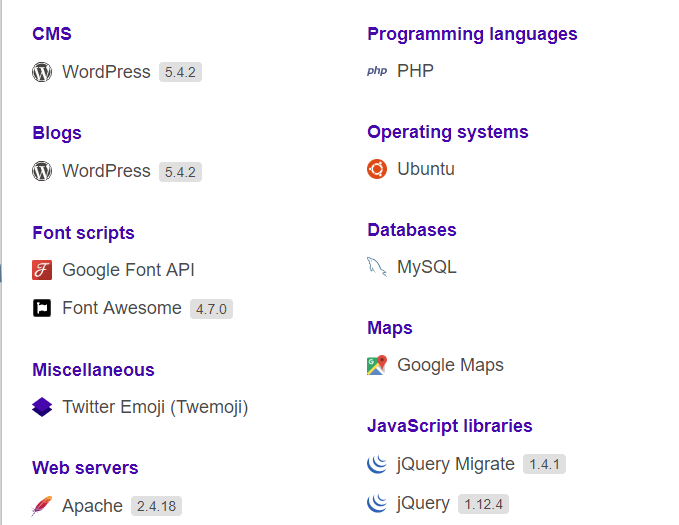 CMS
WordPress 5.4.2
Blogs
WordPress 5.4.2
Font scripts
Google Font API
Font Awesome 4.7.0
Miscellaneous
Twitter Emoji (Twemoji)
Web servers
Apache 2.4.18
Programming languages
php PHP
Operating systems
Ubuntu
Databases
MySQL
Maps
Google Maps
JavaScript libraries
jQuery Migrate 1.4.1
jQuery 1.12.4